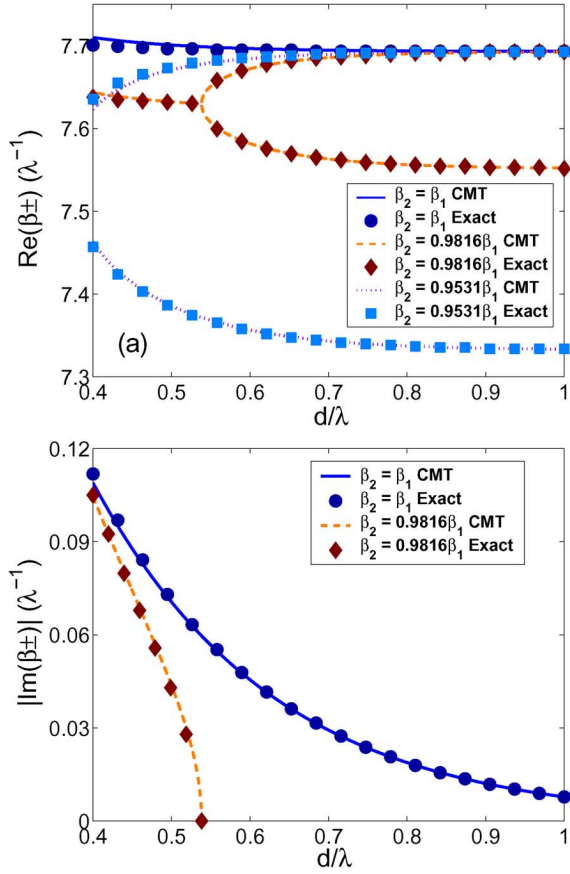 7.7
7.6
7.5
7.4
7.3
Re(β±) (λ⁻¹)
β₂ = β₁ CMT
β₂ = β₁ Exact
β₂ = 0.9816β₁ CMT
β₂ = 0.9816β₁ Exact
β₂ = 0.9531β₁ CMT
β₂ = 0.9531β₁ Exact
(a)
0.4 0.5 0.6 0.7 0.8 0.9 1
d/λ
0.12
0.09
0.06
0.03
0
|Im(β±)| (λ⁻¹)
β₂ = β₁ CMT
β₂ = β₁ Exact
β₂ = 0.9816β₁ CMT
β₂ = 0.9816β₁ Exact
0.4 0.5 0.6 0.7 0.8 0.9 1
d/λ